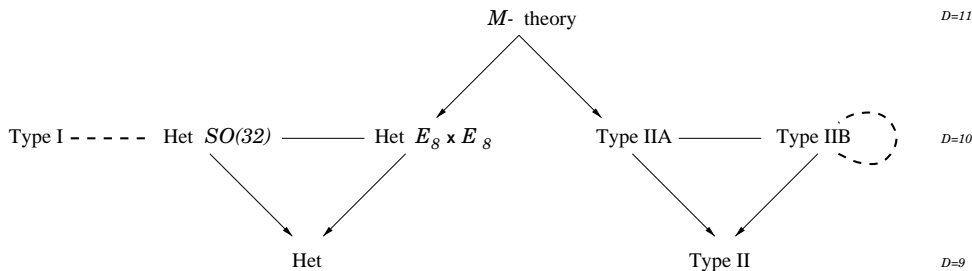 M- theory D=11
Type I Het SO(32) Het E8 x E8 Type IIA Type IIB D=10
Het Type II D=9